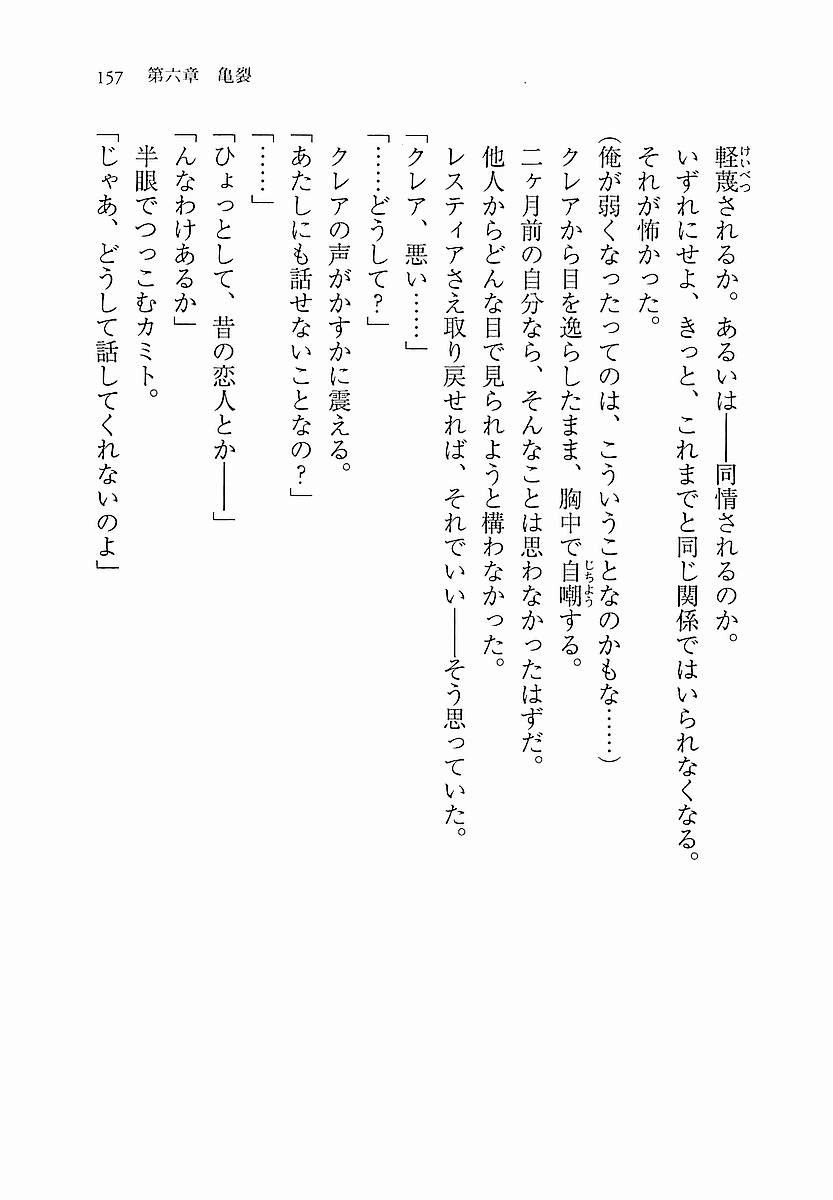 157　第六章　亀裂
軽蔑されるか。あるいは――同情されるのか。
いずれにせよ、きっと、これまでと同じ関係ではいられなくなる。
それが怖かった。
（俺が弱くなったってのは、こういうことなのかもな……）
クレアから目を逸らしたまま、胸中で自嘲する。
二ヶ月前の自分なら、そんなことは思わなかったはずだ。
他人からどんな目で見られようと構わなかった。
レスティアさえ取り戻せれば、それでいい――そう思っていた。
「クレア、悪い……」
「……どうして？」
クレアの声がかすかに震える。
「あたしにも話せないことなの？」
「……」
「ひょっとして、昔の恋人とか――」
「んなわけあるか」
半眼でつっこむカミト。
「じゃあ、どうして話してくれないのよ」
けいべつ
じちよう